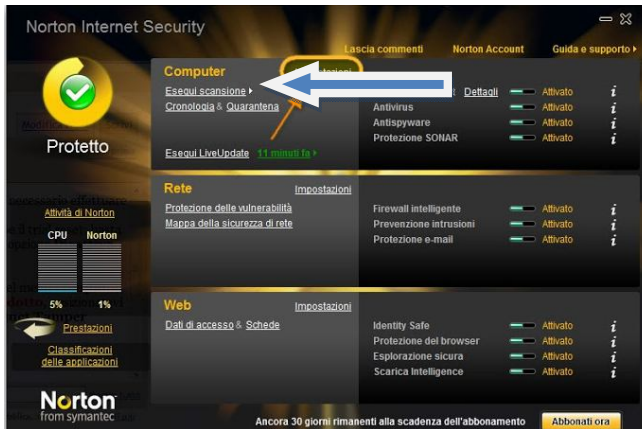 Norton Internet Security
Lascia commenti Norton Account Guida e supporto
Computer
Esegui scansione
Cronologia & Quarantena
Esegui LiveUpdate 11 minuti fa
Dettagli Attivato i
Antivirus Attivato i
Antispyware Attivato i
Protezione SONAR Attivato i
Protetto
Rete Impostazioni
Protezione delle vulnerabilità
Mappa della sicurezza di rete
Firewall intelligente Attivato i
Prevenzione intrusioni Attivato i
Protezione e-mail Attivato i
Attività di Norton
CPU Norton
5% 1%
Prestazioni
Classificazioni
delle applicazioni
Web Impostazioni
Dati di accesso & Schede
Identity Safe Attivato i
Protezione del browser Attivato i
Esplorazione sicura Attivato i
Scarica Intelligence Attivato i
Norton
from symantec
Ancora 30 giorni rimanenti alla scadenza dell'abbonamento Abbonati ora